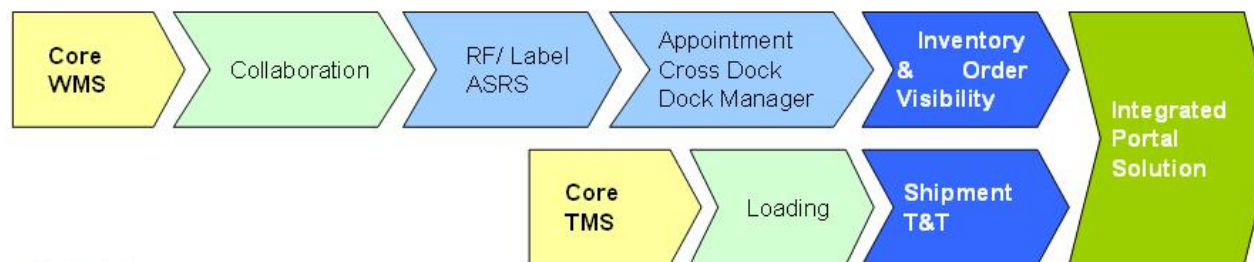 Core
WMS
Collaboration
RF/ Label
ASRS
Appointment
Cross Dock
Dock Manager
Inventory
& Order
Visibility
Integrated
Portal
Solution
Core
TMS
Loading
Shipment
T&T